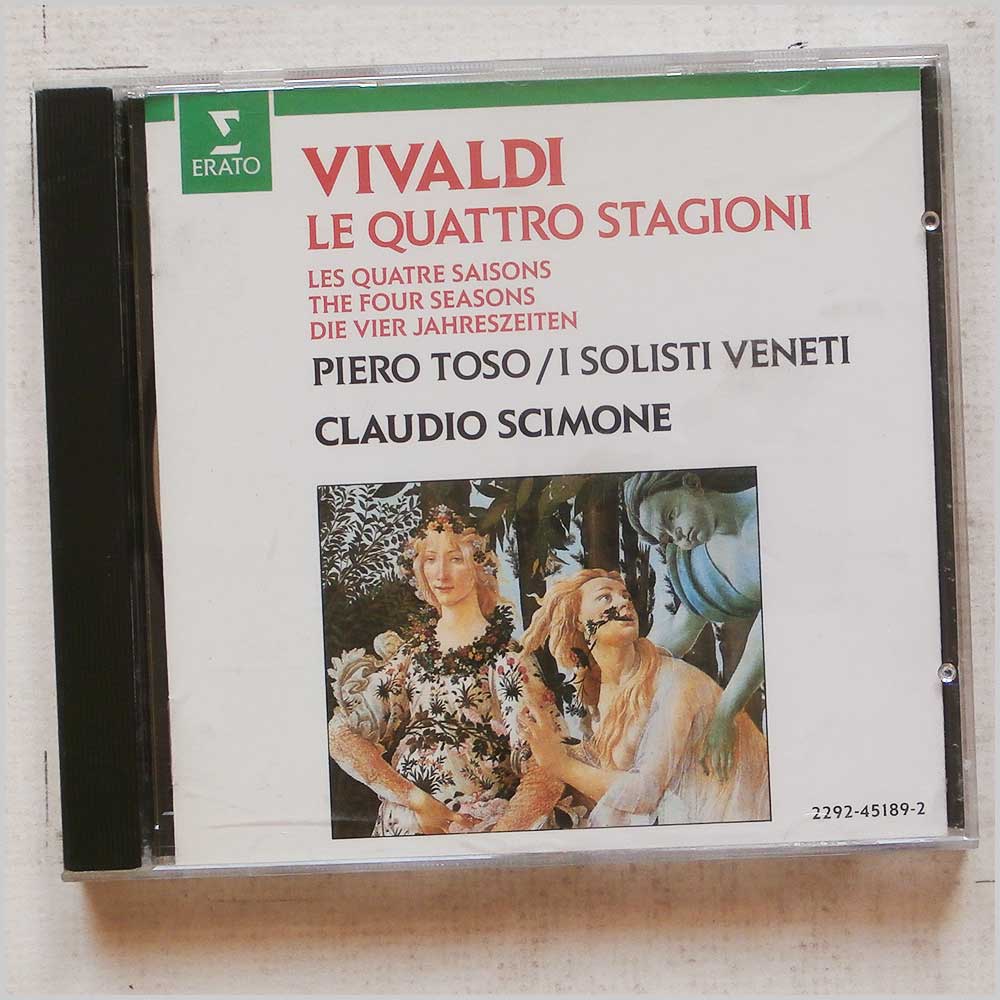 Σ
ERATO
VIVALDI
LE QUATTRO STAGIONI
LES QUATRE SAISONS
THE FOUR SEASONS
DIE VIER JAHRESZEITEN
PIERO TOSO/I SOLISTI VENETI
CLAUDIO SCIMONE
2292-45189-2